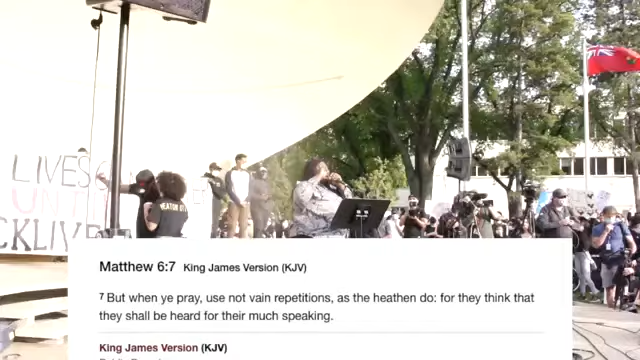 LIVES
CKLIV
Matthew 6:7 King James Version (KJV)
7 But when ye pray, use not vain repetitions, as the heathen do: for they think that
they shall be heard for their much speaking.
King James Version (KJV)